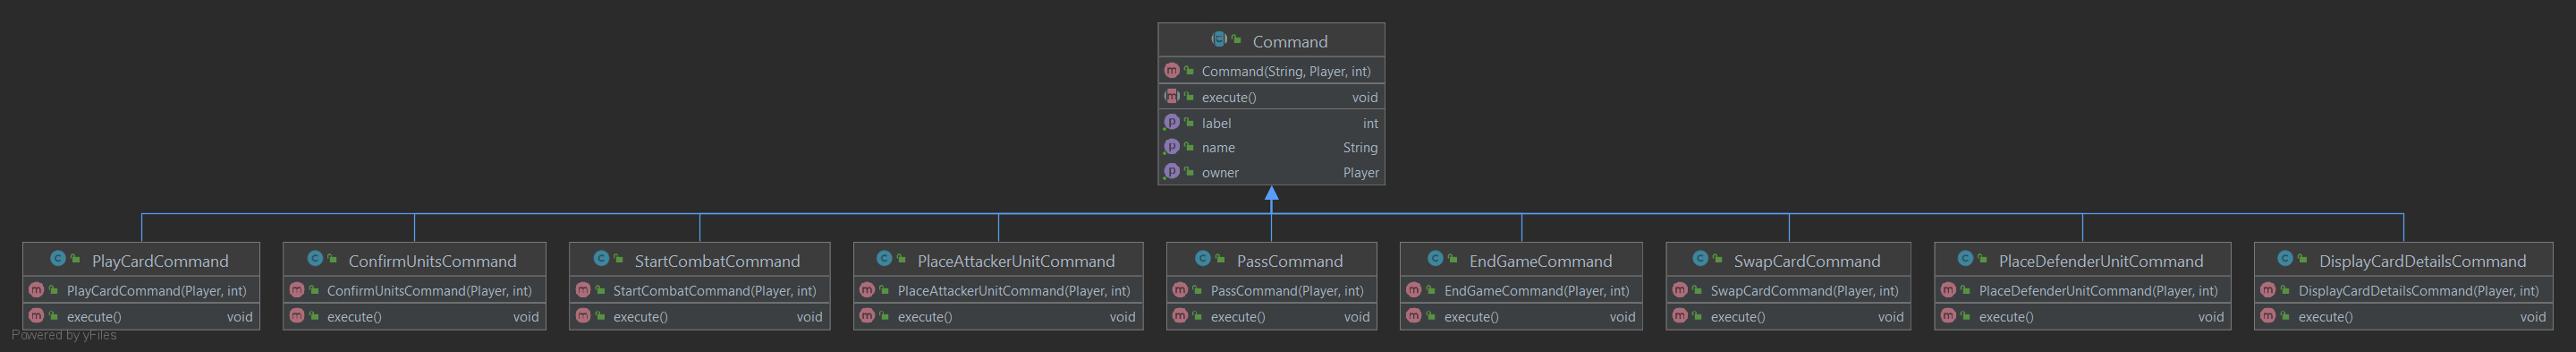 Command
Command(String, Player, int)
execute() void
label int
name String
owner Player
PlayCardCommand
PlayCardCommand(Player, int)
execute() void
ConfirmUnitsCommand
ConfirmUnitsCommand(Player, int)
execute() void
StartCombatCommand
StartCombatCommand(Player, int)
execute() void
PlaceAttackerUnitCommand
PlaceAttackerUnitCommand(Player, int)
execute() void
PassCommand
PassCommand(Player, int)
execute() void
EndGameCommand
EndGameCommand(Player, int)
execute() void
SwapCardCommand
SwapCardCommand(Player, int)
execute() void
PlaceDefenderUnitCommand
PlaceDefenderUnitCommand(Player, int)
execute() void
DisplayCardDetailsCommand
DisplayCardDetailsCommand(Player, int)
execute() void
Powered by yFiles